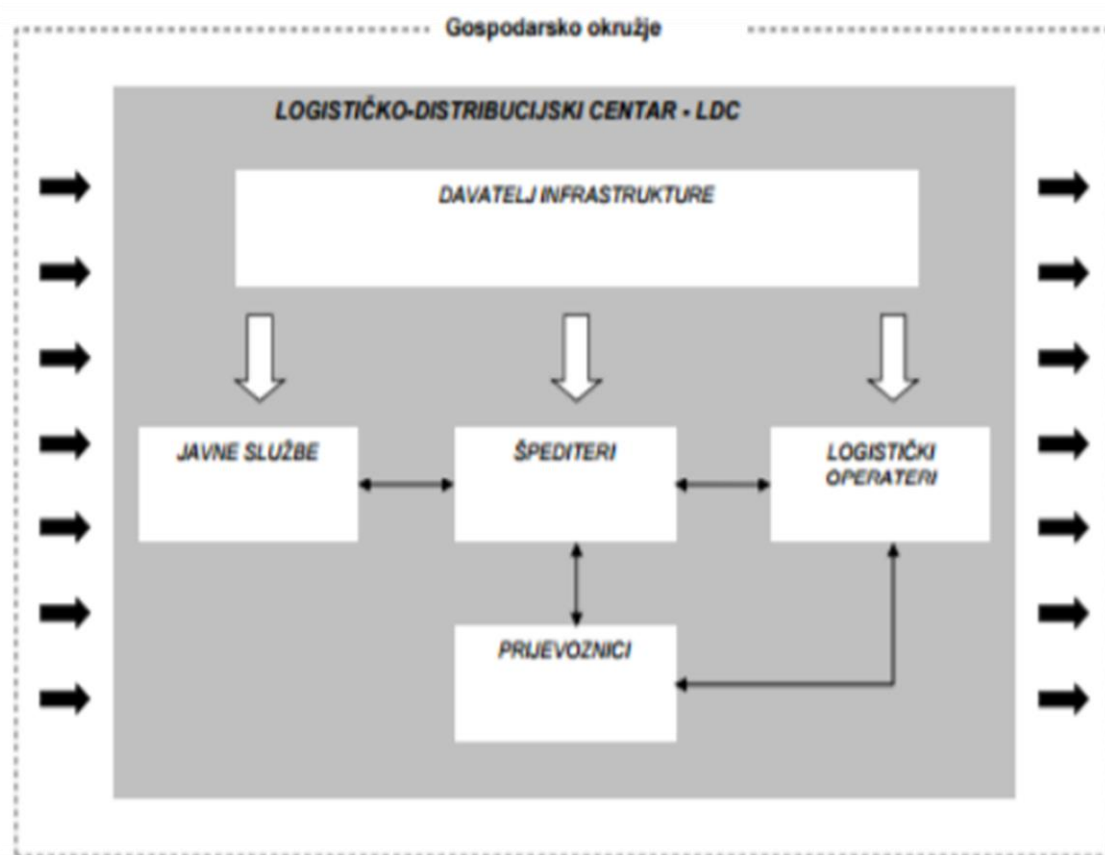 Gospodarsko okružje
LOGISTIČKO-DISTRIBUCIJSKI CENTAR - LDC
DAVATELJ INFRASTRUKTURE
JAVNE SLUŽBE
ŠPEDITERI
LOGISTIČKI
OPERATERI
PRIJEVOZNICI